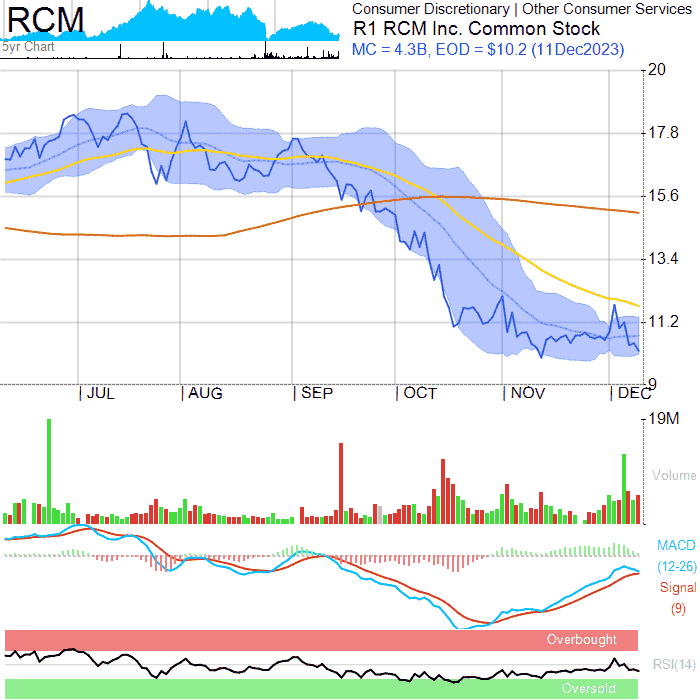 RCM
5yr Chart
Consumer Discretionary | Other Consumer Services
R1 RCM Inc. Common Stock
MC = 4.3B, EOD = $10.2 (11Dec2023)
20
17.8
15.6
13.4
11.2
9
JUL AUG SEP OCT NOV DEC
19M
Volume
MACD
(12-26)
Signal
(9)
Overbought
RSI(14)
Oversold